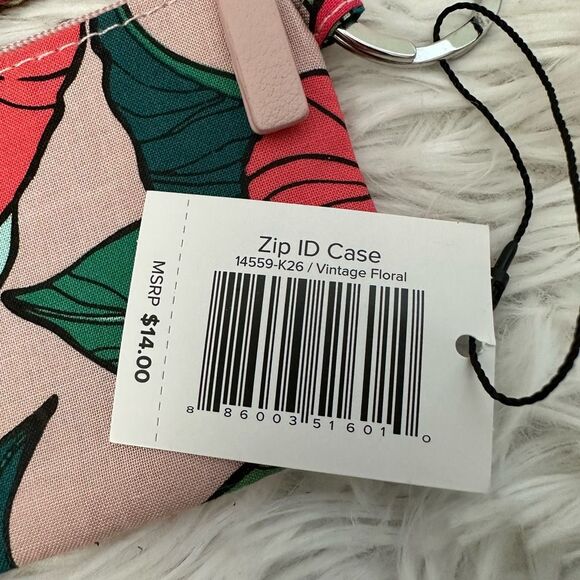 Zip ID Case
14559-K26 / Vintage Floral
MSRP $14.00
8 86003 51601 0